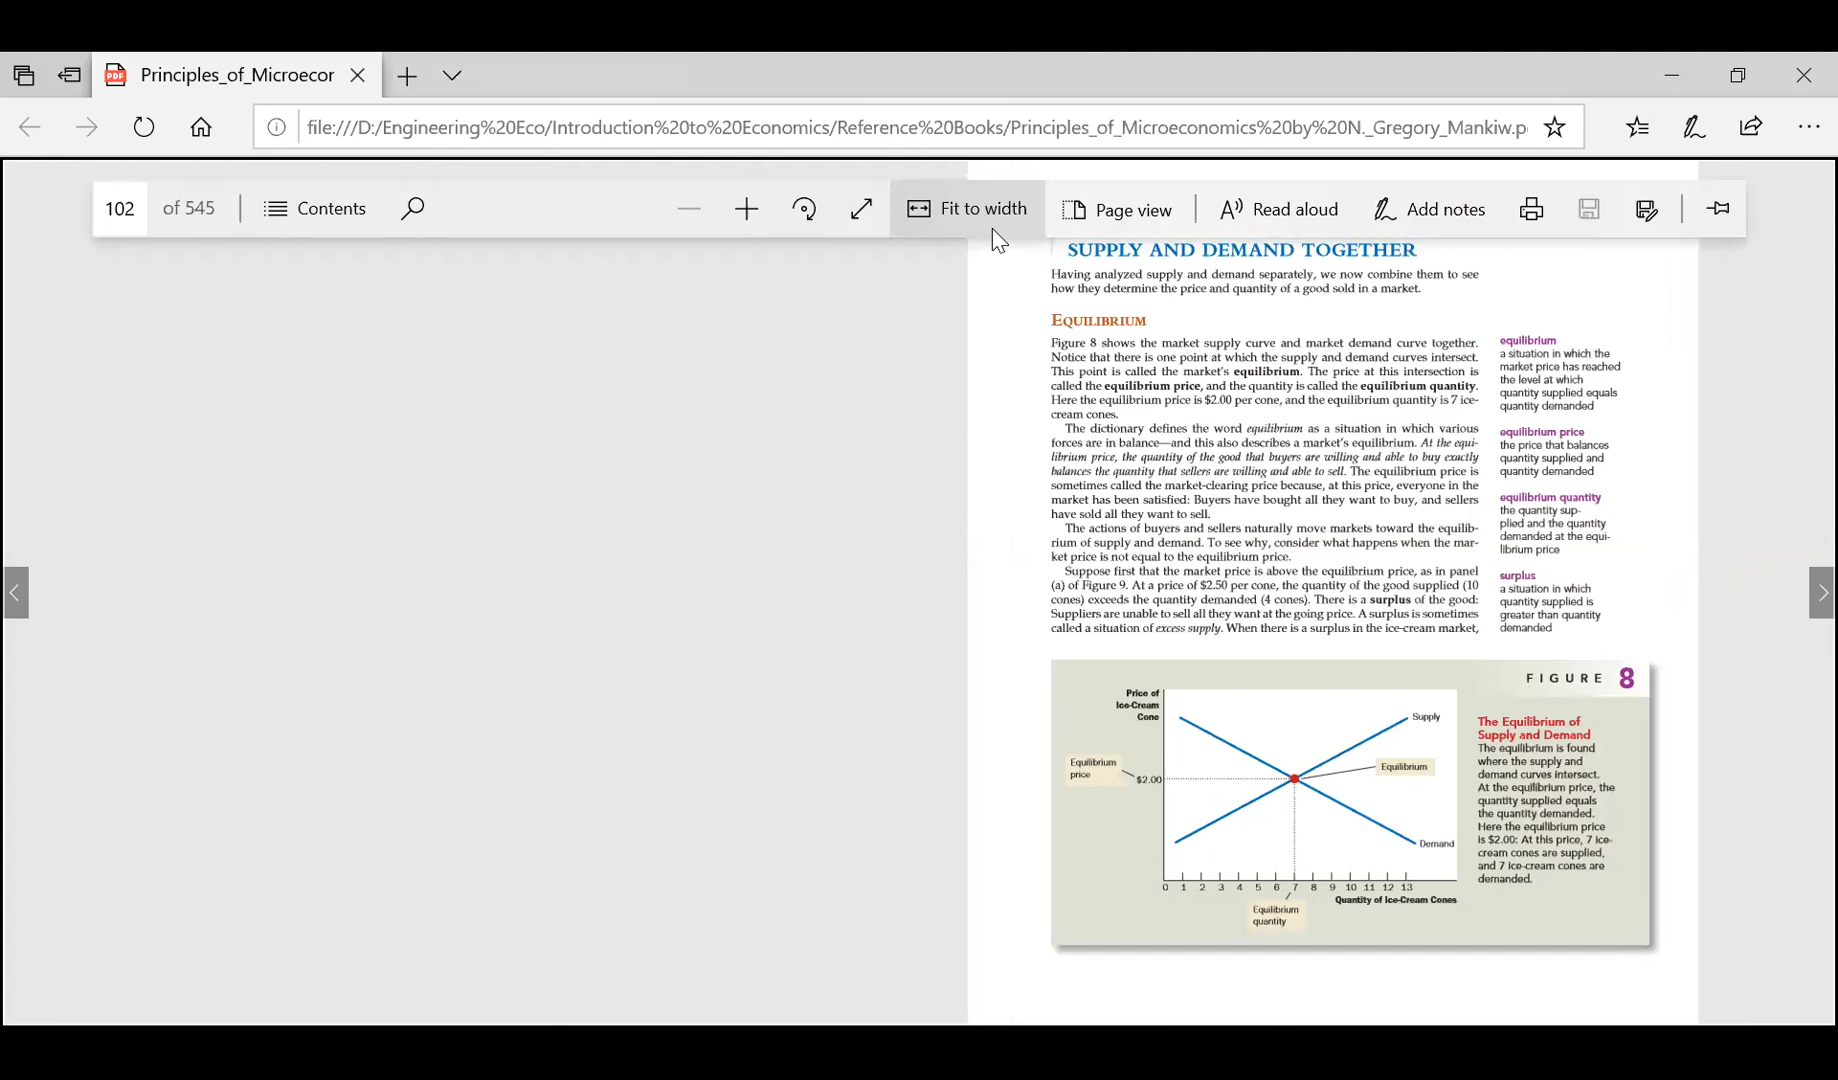 Principles_of_Microecor
file:///D:/Engineering%20Eco/Introduction%20to%20Economics/Reference%20Books/Principles_of_Microeconomics%20by%20N._Gregory_Mankiw.p
102 of 545 Contents Fit to width Page view Read aloud Add notes
SUPPLY AND DEMAND TOGETHER
Having analyzed supply and demand separately, we now combine them to see
how they determine the price and quantity of a good sold in a market.
EQUILIBRIUM
Figure 8 shows the market supply curve and market demand curve together.
Notice that there is one point at which the supply and demand curves intersect.
This point is called the market's equilibrium. The price at this intersection is
called the equilibrium price, and the quantity is called the equilibrium quantity.
Here the equilibrium price is $2.00 per cone, and the equilibrium quantity is 7 ice-
cream cones.
The dictionary defines the word equilibrium as a situation in which various
forces are in balance—and this also describes a market's equilibrium. At the equi-
librium price, the quantity of the good that buyers are willing and able to buy exactly
balances the quantity that sellers are willing and able to sell. The equilibrium price is
sometimes called the market-clearing price because, at this price, everyone in the
market has been satisfied: Buyers have bought all they want to buy, and sellers
have sold all they want to sell.
The actions of buyers and sellers naturally move markets toward the equilib-
rium of supply and demand. To see why, consider what happens when the mar-
ket price is not equal to the equilibrium price.
Suppose first that the market price is above the equilibrium price, as in panel
(a) of Figure 9. At a price of $2.50 per cone, the quantity of the good supplied (10
cones) exceeds the quantity demanded (4 cones). There is a surplus of the good:
Suppliers are unable to sell all they want at the going price. A surplus is sometimes
called a situation of excess supply. When there is a surplus in the ice-cream market,
equilibrium
a situation in which the
market price has reached
the level at which
quantity supplied equals
quantity demanded
equilibrium price
the price that balances
quantity supplied and
quantity demanded
equilibrium quantity
the quantity sup-
plied and the quantity
demanded at the equi-
librium price
surplus
a situation in which
quantity supplied is
greater than quantity
demanded
FIGURE 8
Price of
Ice-Cream
Cone
Supply
Equilibrium
price
$2.00
Equilibrium
Demand
0 1 2 3 4 5 6 7 8 9 10 11 12 13
Quantity of Ice-Cream Cones
Equilibrium
quantity
The Equilibrium of
Supply and Demand
The equilibrium is found
where the supply and
demand curves intersect.
At the equilibrium price, the
quantity supplied equals
the quantity demanded.
Here the equilibrium price
is $2.00: At this price, 7 ice-
cream cones are supplied,
and 7 ice-cream cones are
demanded.